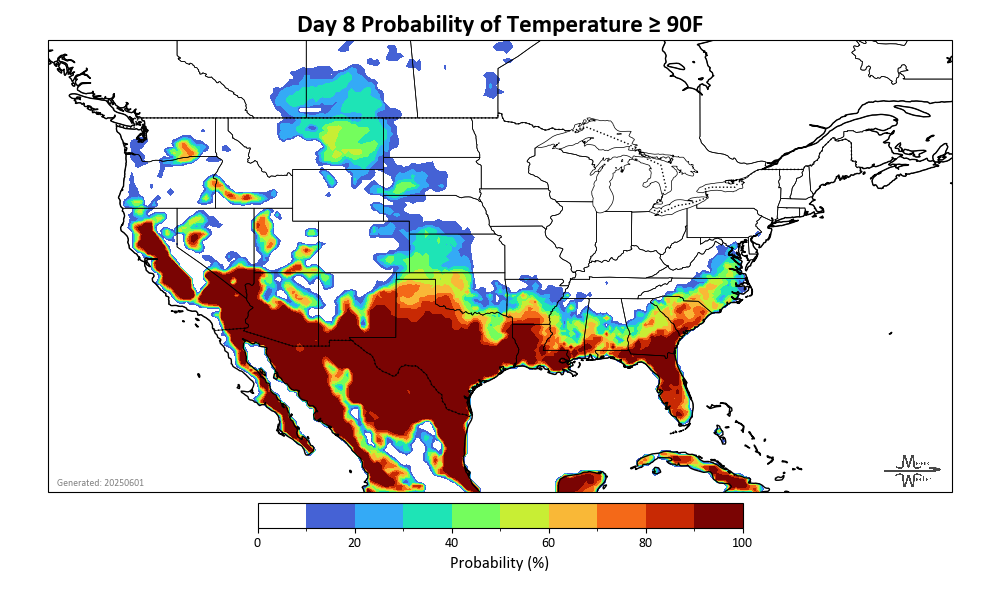 Day 8 Probability of Temperature ≥ 90F
Generated: 20250601
0 20 40 60 80 100
Probability (%)